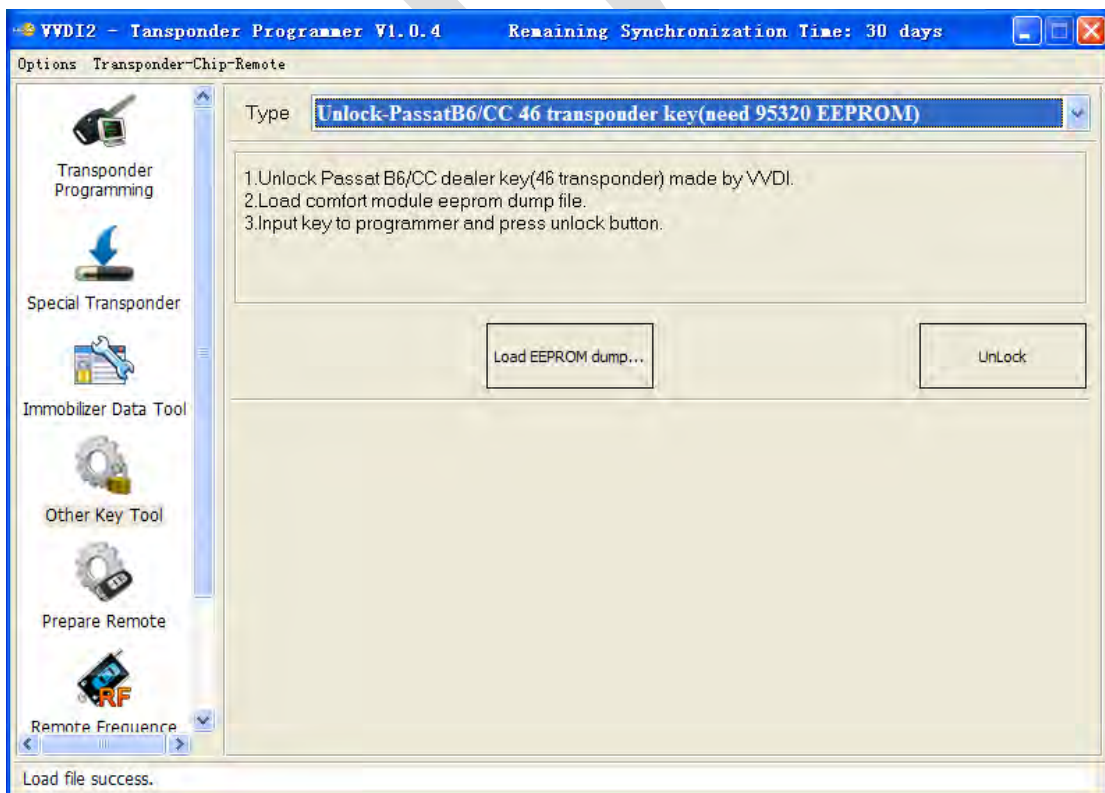 VVDI2 - Tansponder Programmer V1.0.4 Remaining Synchronization Time: 30 days
Options Transponder-Chip-Remote
Transponder
Programming
Special Transponder
Immobilizer Data Tool
Other Key Tool
Prepare Remote
RF
Remote Frequence
Type Unlock-PassatB6/CC 46 transponder key(need 95320 EEPROM)
1.Unlock Passat B6/CC dealer key(46 transponder) made by VVDI.
2.Load comfort module eeprom dump file.
3.Input key to programmer and press unlock button.
Load EEPROM dump... UnLock
Load file success.